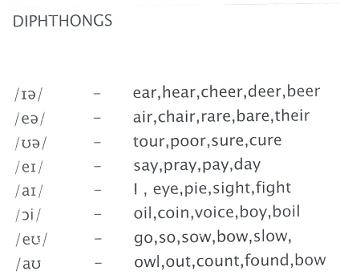 DIPHTHONGS
/ɪə/ – ear,hear,cheer,deer,beer
/eə/ – air,chair,rare,bare,their
/ʊə/ – tour,poor,sure,cure
/eɪ/ – say,pray,pay,day
/aɪ/ – I , eye,pie,sight,fight
/ɔi/ – oil,coin,voice,boy,boil
/eʊ/ – go,so,sow,bow,slow,
/aʊ – owl,out,count,found,bow